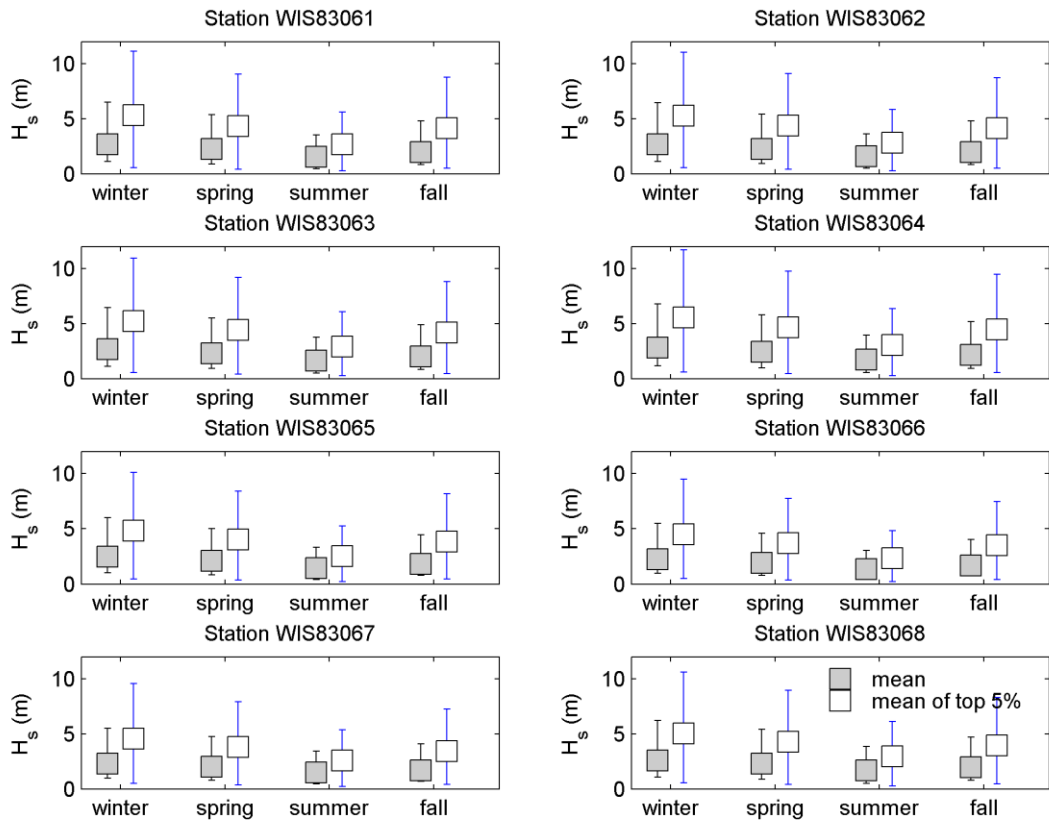 Station WIS83061
H_s (m)
10
5
0
winter spring summer fall
Station WIS83062
H_s (m)
10
5
0
winter spring summer fall
Station WIS83063
H_s (m)
10
5
0
winter spring summer fall
Station WIS83064
H_s (m)
10
5
0
winter spring summer fall
Station WIS83065
H_s (m)
10
5
0
winter spring summer fall
Station WIS83066
H_s (m)
10
5
0
winter spring summer fall
Station WIS83067
H_s (m)
10
5
0
winter spring summer fall
Station WIS83068
H_s (m)
10
5
0
mean
mean of top 5%
winter spring summer fall